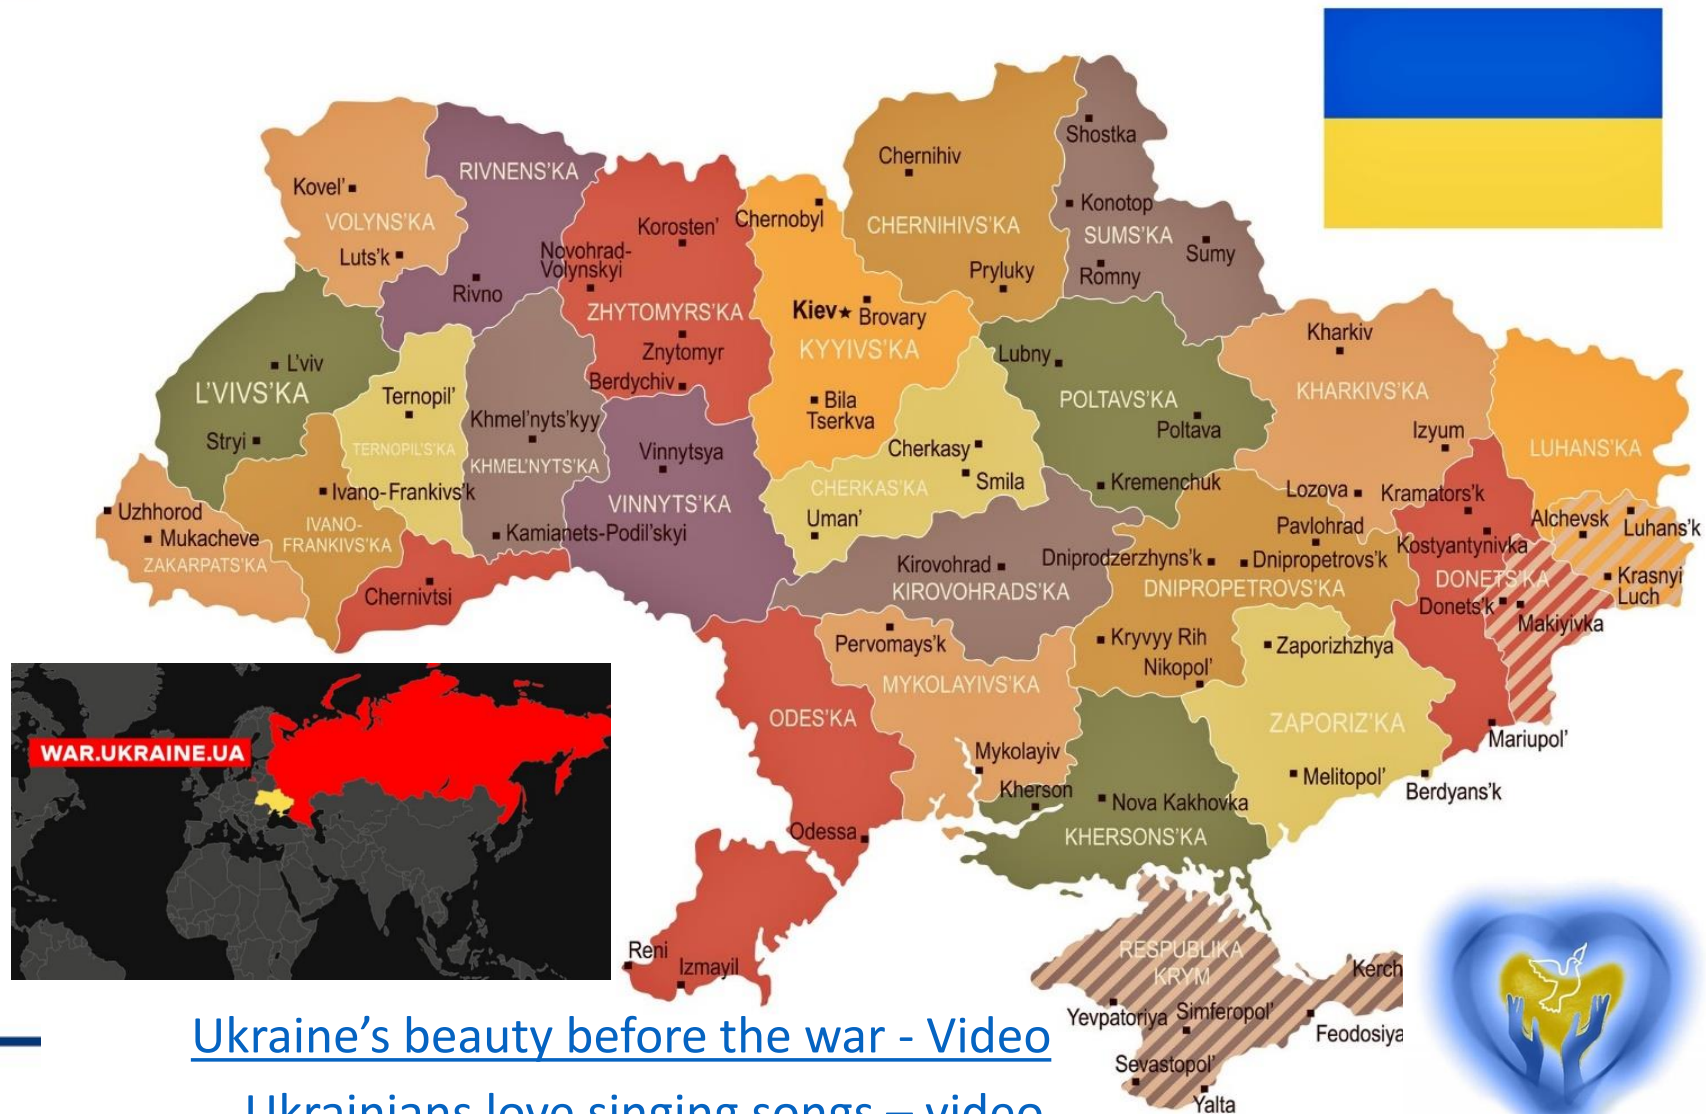 Shostka
Chernihiv
RIVNENS'KA
Kovel'
Konotop
VOLYNS'KA
Korosten'
Chernobyl
CHERNIHIVS'KA
SUMS'KA
Sumy
Luts'k
Novohrad-
Volynskyi
Pryluky
Romny
Rivno
ZHYTOMYRS'KA
Kiev
Brovary
Kharkiv
L'viv
Znytomyr
KYYIVS'KA
Lubny
L'VIVS'KA
Ternopil'
Berdychiv
POLTAVS'KA
KHARKIVS'KA
Khmel'nyts'kyy
Bila
Tserkva
Poltava
Izyum
Stryi
TERNOPIL'S'KA
KHMEL'NYTS'KA
Vinnytsya
Cherkasy
LUHANS'KA
Ivano-Frankivs'k
VINNYTS'KA
CHERKAS'KA
Smila
Kremenchuk
Lozova
Kramators'k
Uzhhorod
IVANO-
FRANKIVS'KA
Uman'
Pavlohrad
Alchevsk
Luhans'k
Mukacheve
Kamianets-Podil'skyi
Kostyantynivka
ZAKARPATS'KA
Kirovohrad
Dniprodzerzhyns'k
Dnipropetrovs'k
DONETS'KA
Krasnyi
Luch
Chernivtsi
KIROVOHRADS'KA
DNIPROPETROVS'KA
Donets'k
Makiyivka
Pervomays'k
Kryvyy Rih
Zaporizhzhya
Nikopol'
MYKOLAYIVS'KA
ODES'KA
ZAPORIZ'KA
Mariupol'
WAR.UKRAINE.UA
Mykolayiv
Melitopol'
Kherson
Nova Kakhovka
Berdyans'k
Odessa
KHERSONS'KA
Reni
Izmayil
RESPUBLIKA
KRYM
Kerch
Yevpatoriya
Simferopol'
Feodosiya
Sevastopol'
Yalta
Ukraine's beauty before the war - Video
Ukrainians love singing songs – video